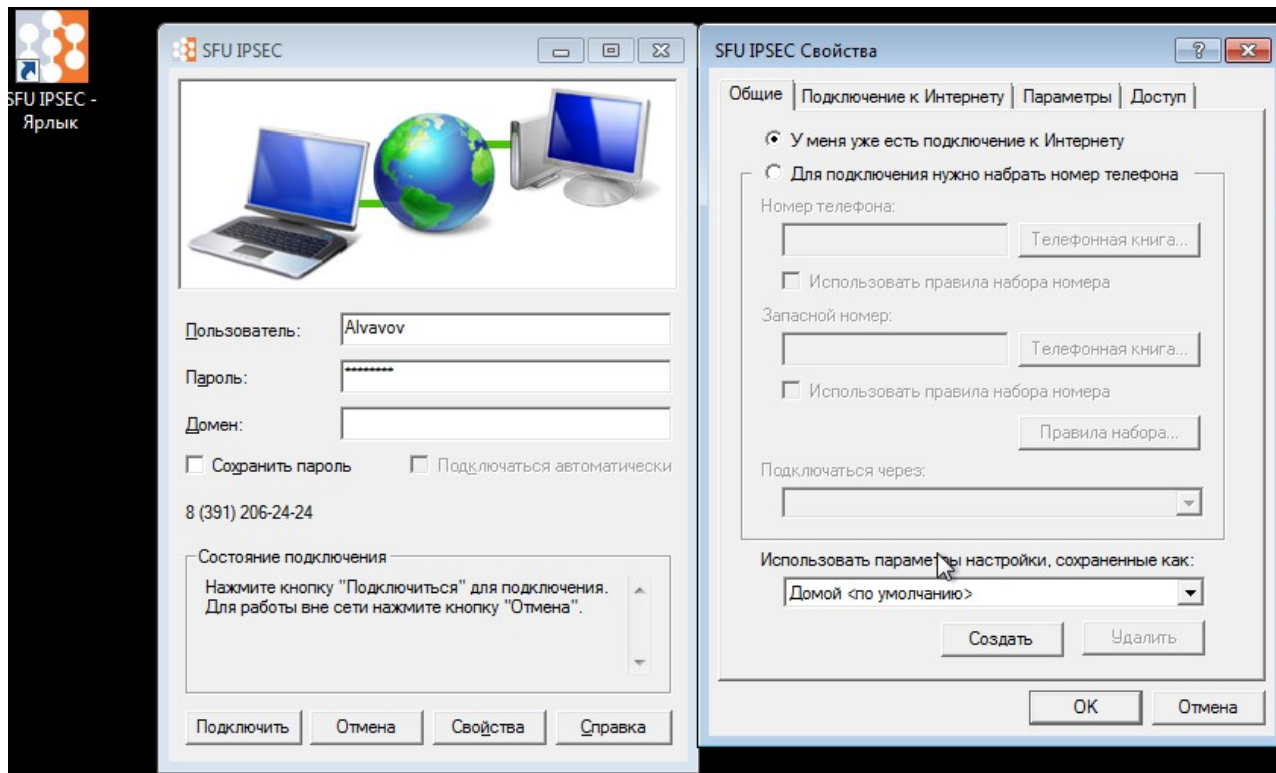 SFU IPSEC -
Ярлык
SFU IPSEC
Пользователь:
Alvavov
Пароль:
********
Домен:
Сохранить пароль
Подключаться автоматически
8 (391) 206-24-24
Состояние подключения
Нажмите кнопку "Подключиться" для подключения.
Для работы вне сети нажмите кнопку "Отмена".
Подключить
Отмена
Свойства
Справка
SFU IPSEC Свойства
Общие
Подключение к Интернету
Параметры
Доступ
У меня уже есть подключение к Интернету
Для подключения нужно набрать номер телефона
Номер телефона:
Телефонная книга...
Использовать правила набора номера
Запасной номер:
Телефонная книга...
Использовать правила набора номера
Правила набора...
Подключаться через:
Использовать параметры настройки, сохраненные как:
Домой <по умолчанию>
Создать
Удалить
OK
Отмена